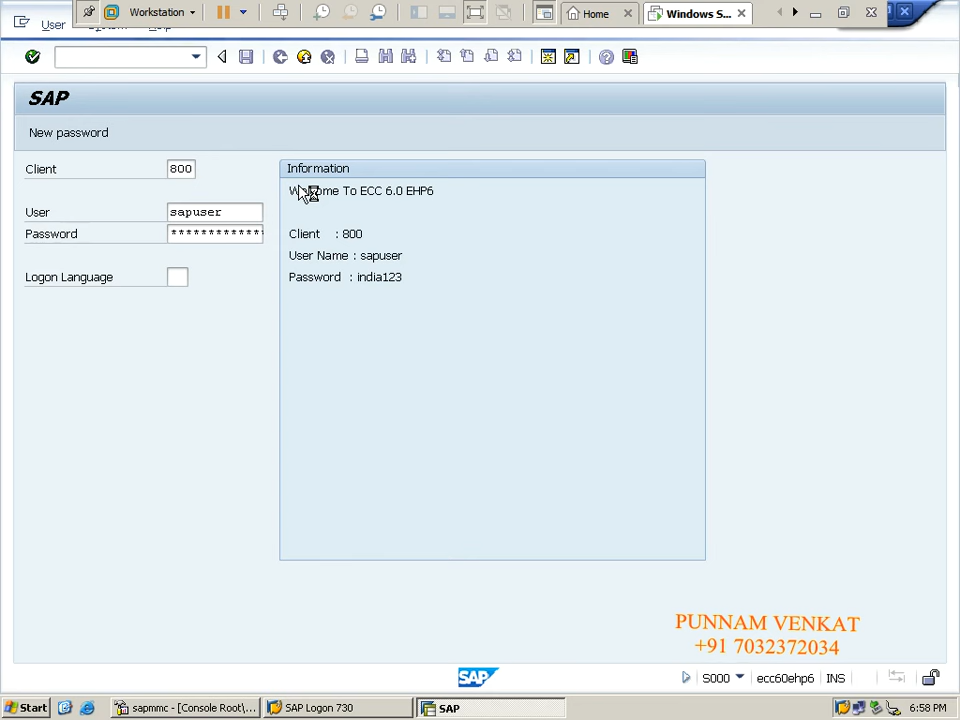 Workstation
Home
Windows S...
User
SAP
New password
Client 800
User sapuser
Password *************
Logon Language
Information
Welcome To ECC 6.0 EHP6
Client : 800
User Name : sapuser
Password : india123
PUNNAM VENKAT
+91 7032372034
SAP
S000
ecc60ehp6
INS
Start
sapmmc - [Console Root\...
SAP Logon 730
SAP
6:58 PM